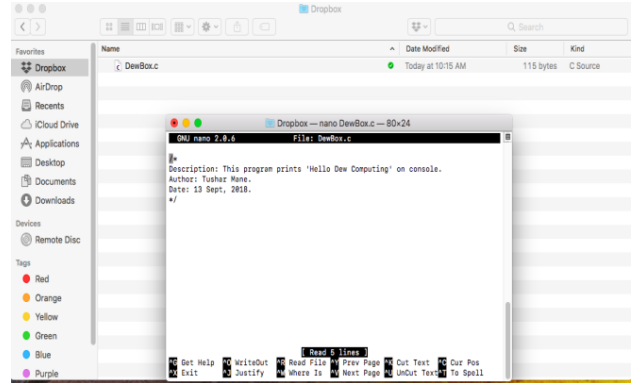 Dropbox
Search
Favorites
Name Date Modified Size Kind
Dropbox
DewBox.c Today at 10:15 AM 115 bytes C Source
AirDrop
Recents
iCloud Drive
Applications
Desktop
Documents
Downloads
Devices
Remote Disc
Tags
Red
Orange
Yellow
Green
Blue
Purple
Dropbox — nano DewBox.c — 80×24
GNU nano 2.0.6 File: DewBox.c
/*
Description: This program prints 'Hello Dew Computing' on console.
Author: Tushar Mane.
Date: 13 Sept, 2018.
*/
[ Read 5 lines ]
^G Get Help ^O WriteOut ^R Read File ^Y Prev Page ^K Cut Text ^C Cur Pos
^X Exit ^J Justify ^W Where Is ^V Next Page ^U UnCut Text ^T To Spell